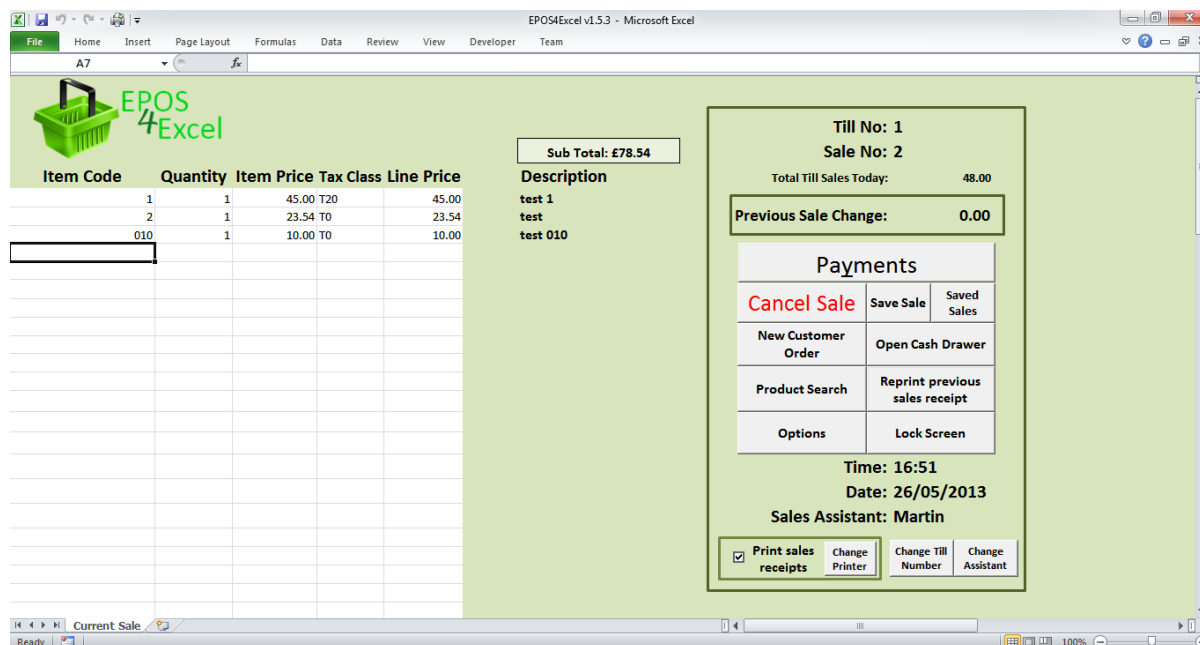 EPOS4Excel v1.5.3 - Microsoft Excel
File Home Insert Page Layout Formulas Data Review View Developer Team
A7 fx
EPOS
4Excel
Sub Total: £78.54
Item Code Quantity Item Price Tax Class Line Price Description
1 1 45.00 T20 45.00 test 1
2 1 23.54 T0 23.54 test
010 1 10.00 T0 10.00 test 010
Till No: 1
Sale No: 2
Total Till Sales Today: 48.00
Previous Sale Change: 0.00
Payments
Cancel Sale
Save Sale
Saved
Sales
New Customer
Order
Open Cash Drawer
Product Search
Reprint previous
sales receipt
Options
Lock Screen
Time: 16:51
Date: 26/05/2013
Sales Assistant: Martin
Print sales
receipts
Change
Printer
Change Till
Number
Change
Assistant
Current Sale
Ready
100%